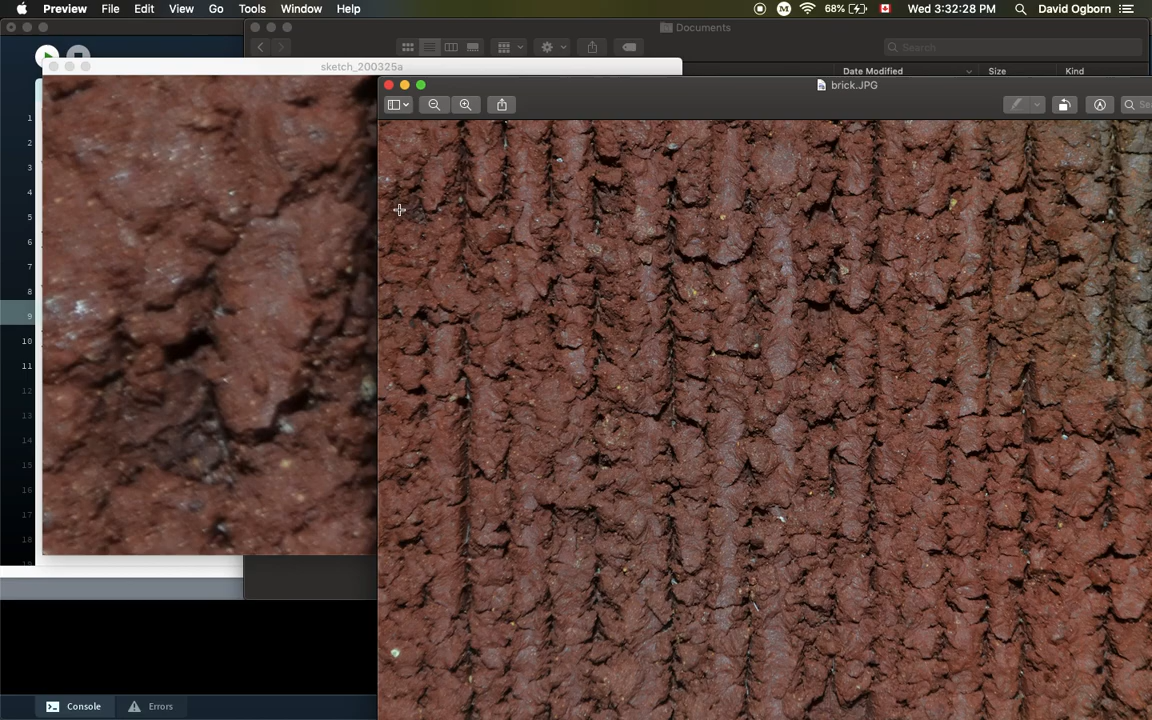 Preview File Edit View Go Tools Window Help 68% Wed 3:32:28 PM David Ogborn
Documents
Search
sketch_200325a
Date Modified Size Kind
brick.JPG
1
2
3
4
5
6
7
8
9
10
11
12
13
14
15
16
17
18
Console Errors